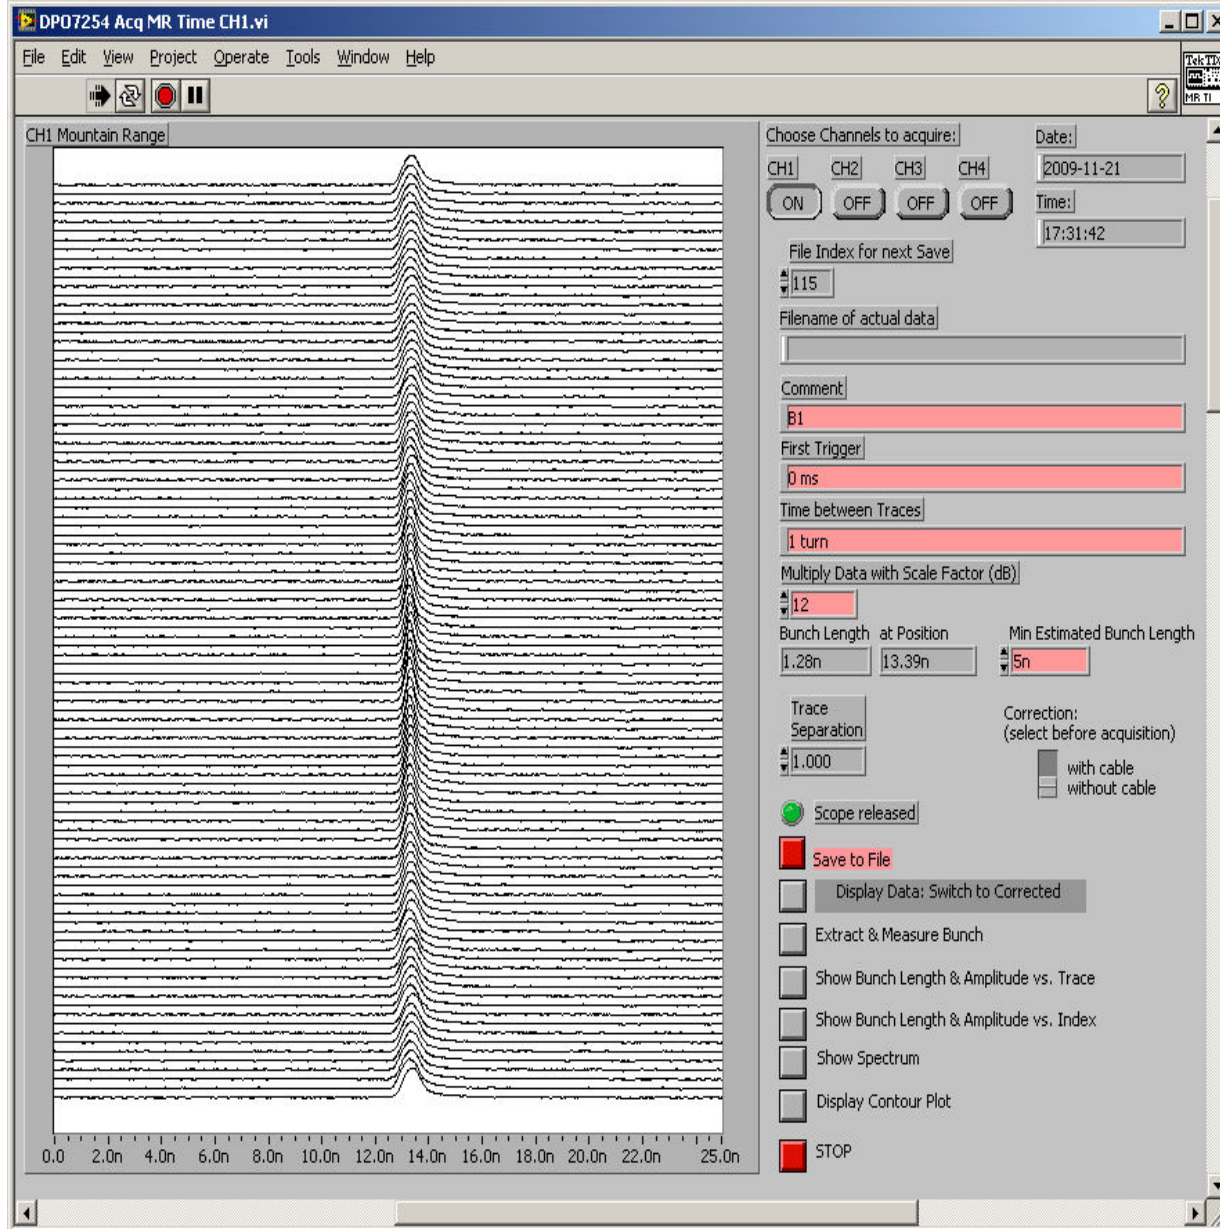 DPO7254 Acq MR Time CH1.vi
File Edit View Project Operate Tools Window Help
MR TI
CH1 Mountain Range
Choose Channels to acquire:
Date:
CH1 CH2 CH3 CH4
2009-11-21
ON OFF OFF OFF
Time:
17:31:42
File Index for next Save
115
Filename of actual data
Comment
B1
First Trigger
0 ms
Time between Traces
1 turn
Multiply Data with Scale Factor (dB)
12
Bunch Length at Position Min Estimated Bunch Length
1.28n 13.39n 5n
Trace
Separation
1.000
Correction:
(select before acquisition)
with cable
without cable
Scope released
Save to File
Display Data: Switch to Corrected
Extract & Measure Bunch
Show Bunch Length & Amplitude vs. Trace
Show Bunch Length & Amplitude vs. Index
Show Spectrum
Display Contour Plot
STOP
0.0 2.0n 4.0n 6.0n 8.0n 10.0n 12.0n 14.0n 16.0n 18.0n 20.0n 22.0n 25.0n